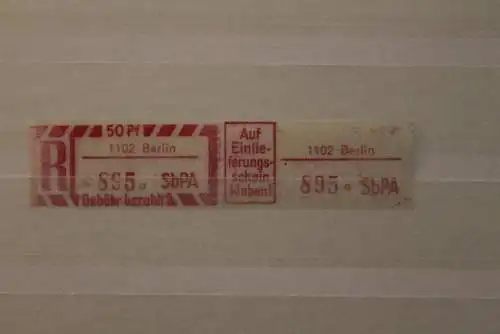 50 Pf
R
1102 Berlin
895 a SbPA
Gebühr bezahlt
Auf
Einlie-
ferungs-
schein
kleben!
1102 Berlin
895 a SbPA